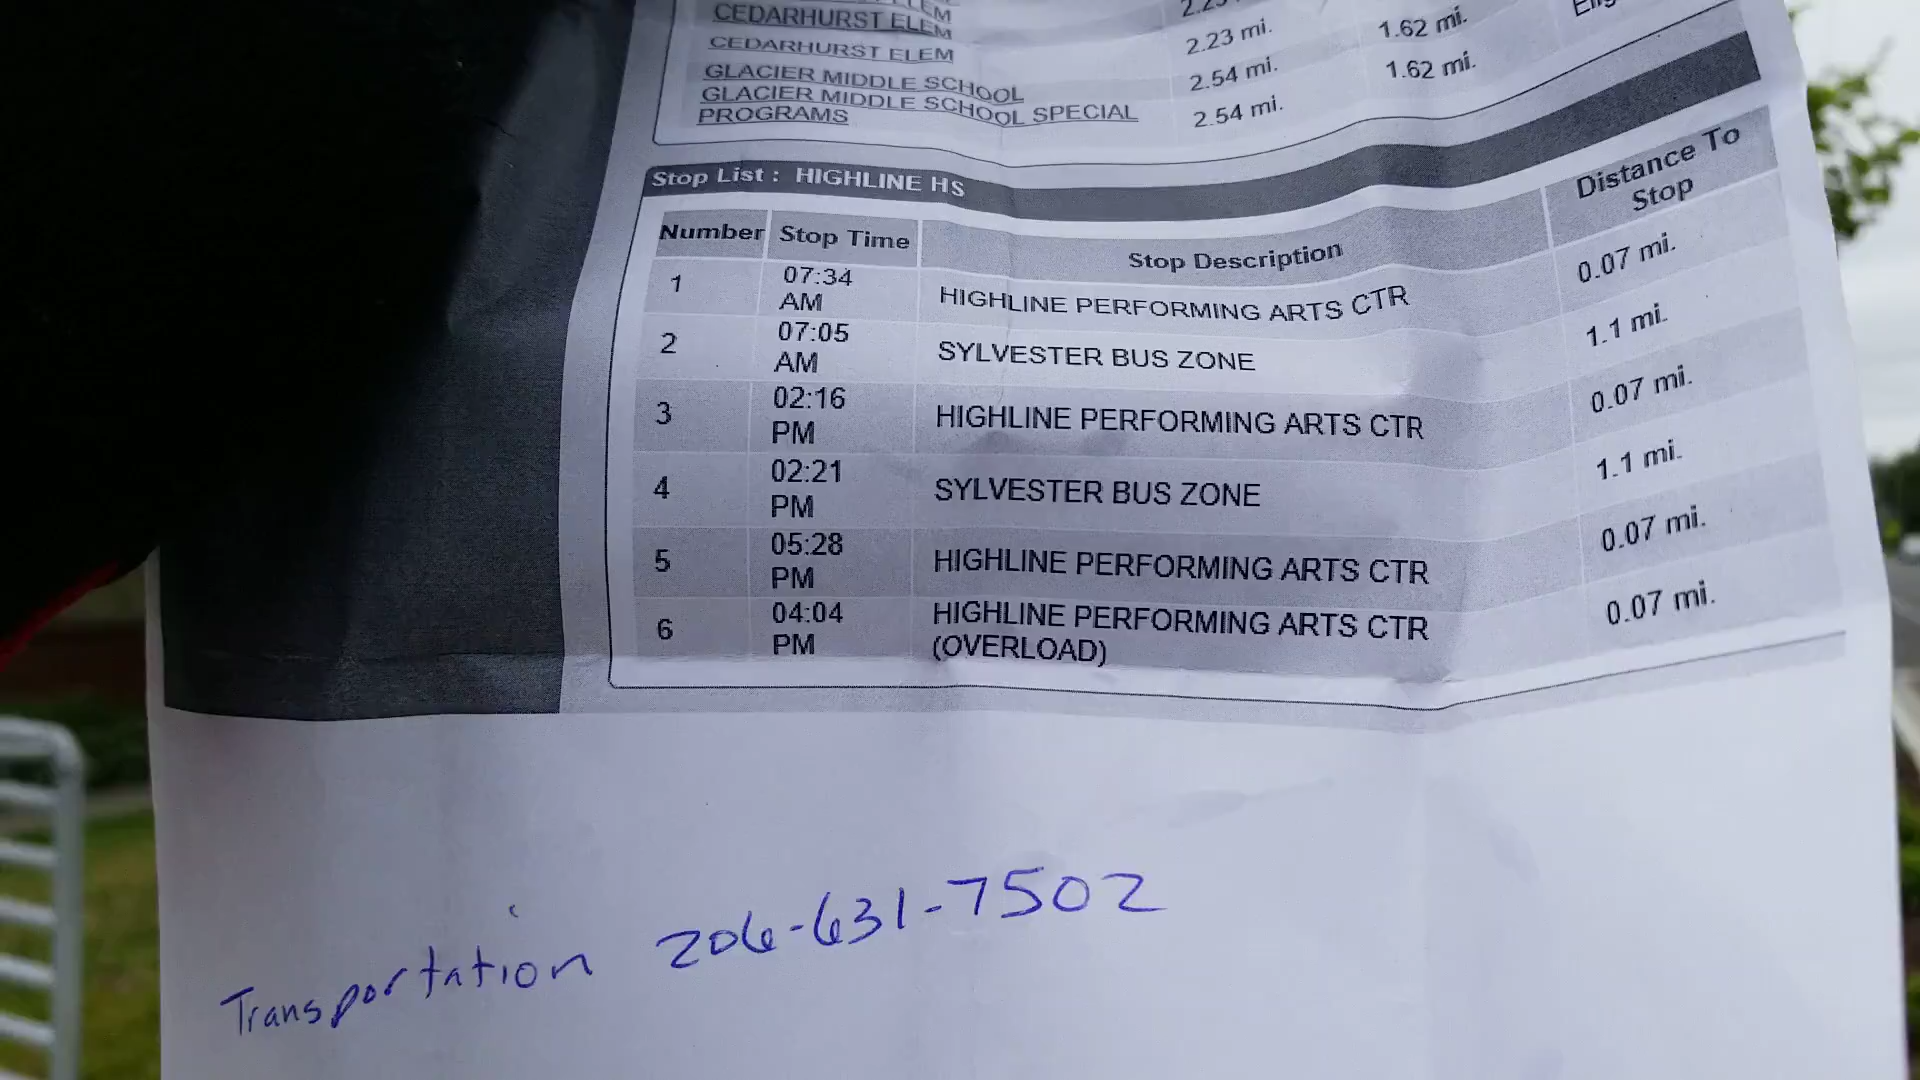 CEDARHURST ELEM 2.23 mi. 1.62 mi.
CEDARHURST ELEM
GLACIER MIDDLE SCHOOL 2.54 mi. 1.62 mi.
GLACIER MIDDLE SCHOOL SPECIAL
PROGRAMS 2.54 mi.
Stop List : HIGHLINE HS
Number Stop Time Stop Description Distance To
Stop
1 07:34
AM HIGHLINE PERFORMING ARTS CTR 0.07 mi.
2 07:05
AM SYLVESTER BUS ZONE 1.1 mi.
3 02:16
PM HIGHLINE PERFORMING ARTS CTR 0.07 mi.
4 02:21
PM SYLVESTER BUS ZONE 1.1 mi.
5 05:28
PM HIGHLINE PERFORMING ARTS CTR 0.07 mi.
6 04:04
PM HIGHLINE PERFORMING ARTS CTR
(OVERLOAD) 0.07 mi.
Transportation 206-631-7502